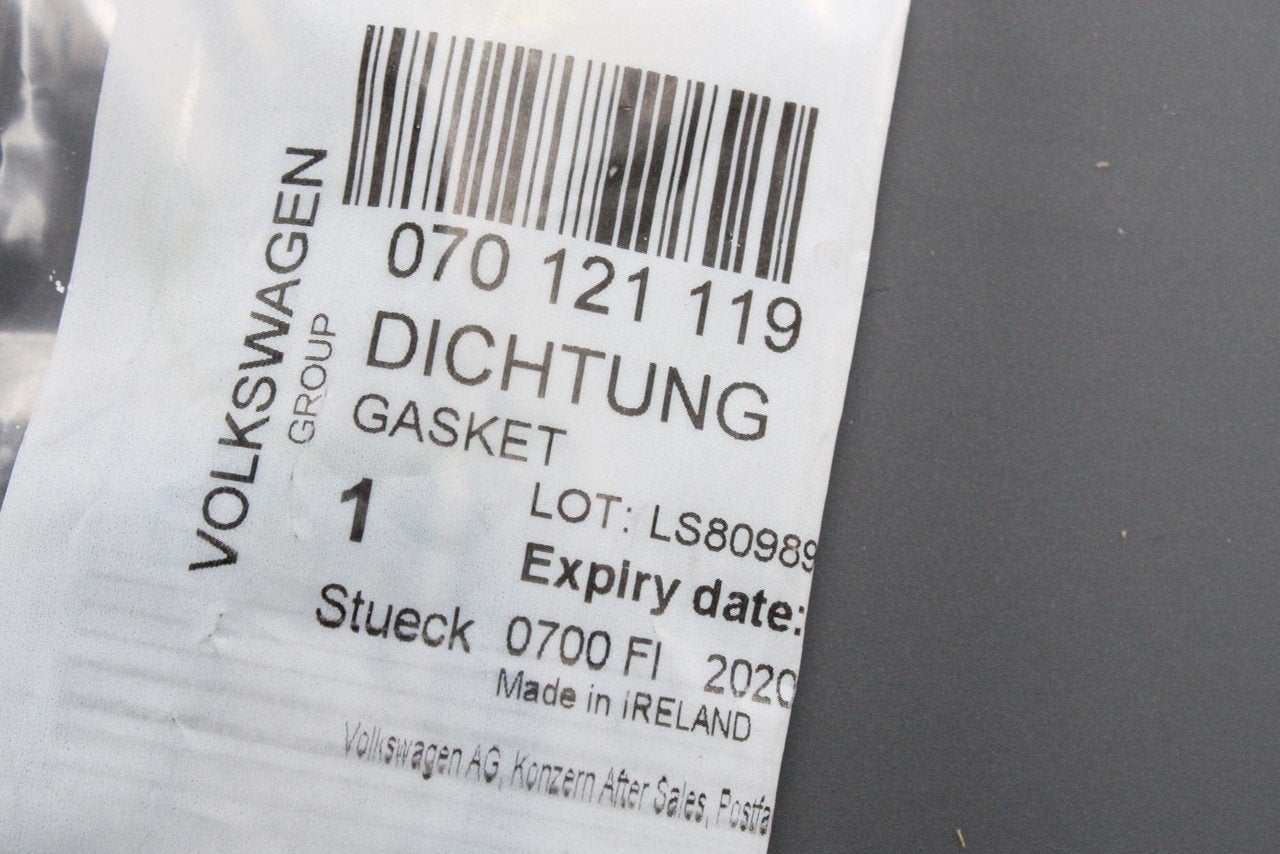 VOLKSWAGEN
GROUP
070 121 119
DICHTUNG
GASKET
1
LOT: LS80989
Expiry date:
Stueck 0700 FI 2020
Made in IRELAND
Volkswagen AG, Konzern After Sales, Postfa